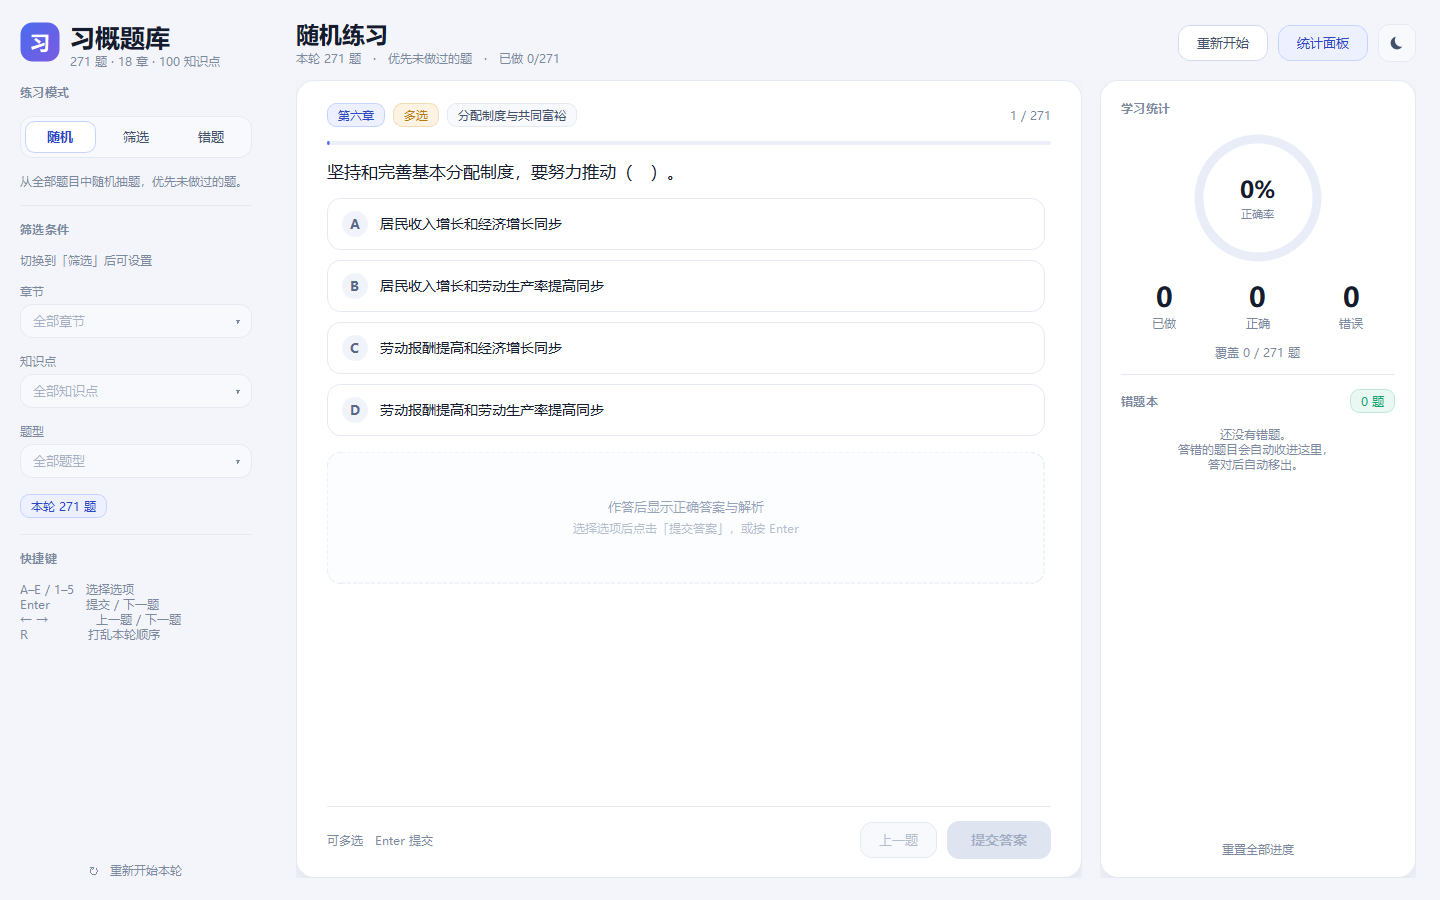 习
习概题库
271 题 · 18 章 · 100 知识点
练习模式
随机 筛选 错题
从全部题目中随机抽题，优先未做过的题。
筛选条件
切换到「筛选」后可设置
章节
全部章节
知识点
全部知识点
题型
全部题型
本轮 271 题
快捷键
A–E / 1–5 选择选项
Enter 提交 / 下一题
← → 上一题 / 下一题
R 打乱本轮顺序
↻ 重新开始本轮
随机练习
本轮 271 题 · 优先未做过的题 · 已做 0/271
重新开始 统计面板
第六章 多选 分配制度与共同富裕 1 / 271
坚持和完善基本分配制度，要努力推动（ ）。
A 居民收入增长和经济增长同步
B 居民收入增长和劳动生产率提高同步
C 劳动报酬提高和经济增长同步
D 劳动报酬提高和劳动生产率提高同步
作答后显示正确答案与解析
选择选项后点击「提交答案」，或按 Enter
可多选 Enter 提交
上一题 提交答案
学习统计
0%
正确率
0 0 0
已做 正确 错误
覆盖 0 / 271 题
错题本 0 题
还没有错题。
答错的题目会自动收进这里，
答对后自动移出。
重置全部进度